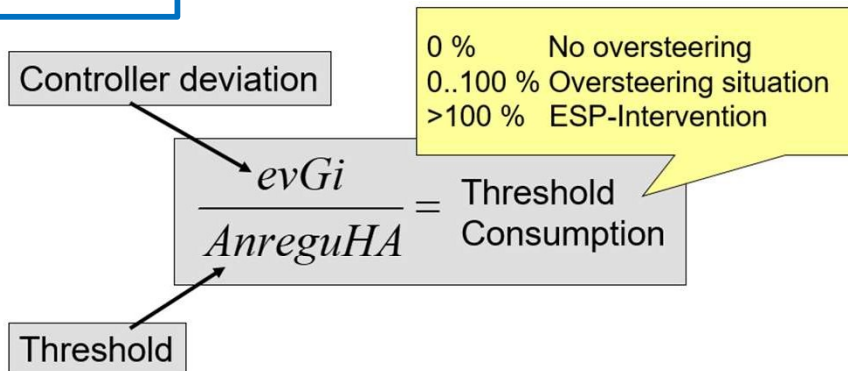 0 % No oversteering
0..100 % Oversteering situation
>100 % ESP-Intervention
Controller deviation
evGi
AnreguHA
=
Threshold
Consumption
Threshold